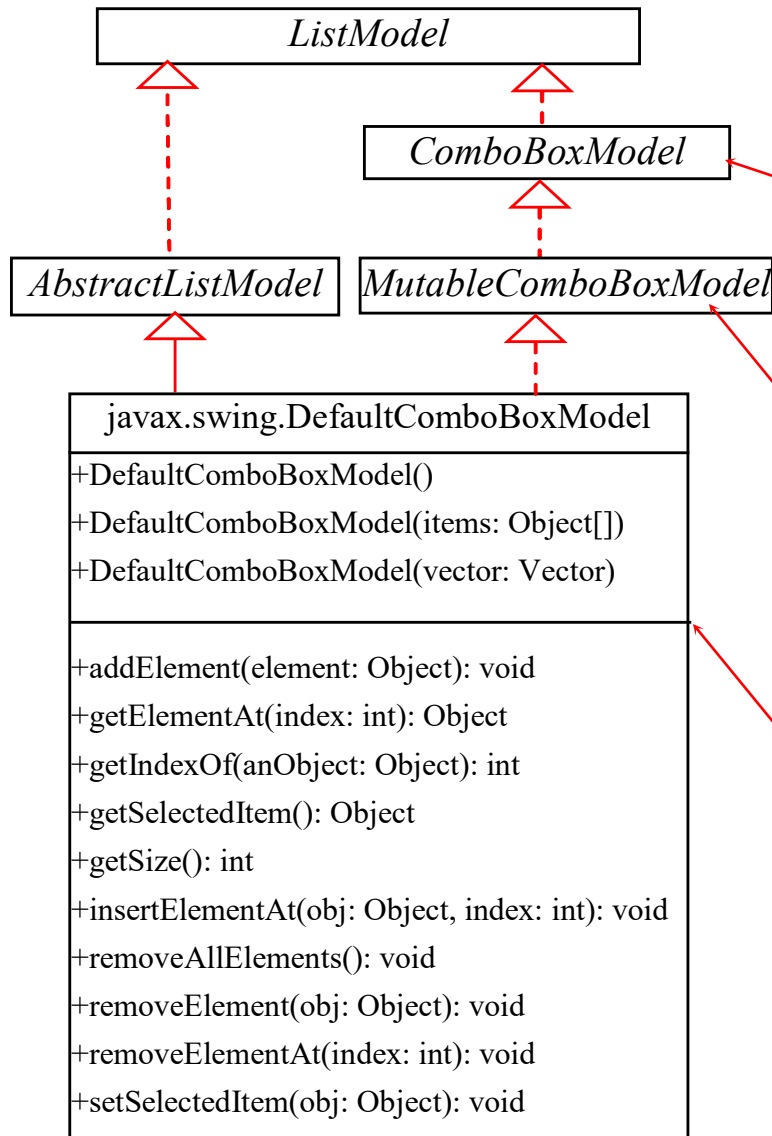 ListModel
ComboBoxModel
AbstractListModel
MutableComboBoxModel
javax.swing.DefaultComboBoxModel
+DefaultComboBoxModel()
+DefaultComboBoxModel(items: Object[])
+DefaultComboBoxModel(vector: Vector)
+addElement(element: Object): void
+getElementAt(index: int): Object
+getIndexOf(anObject: Object): int
+getSelectedItem(): Object
+getSize(): int
+insertElementAt(obj: Object, index: int): void
+removeAllElements(): void
+removeElement(obj: Object): void
+removeElementAt(index: int): void
+setSelectedItem(obj: Object): void